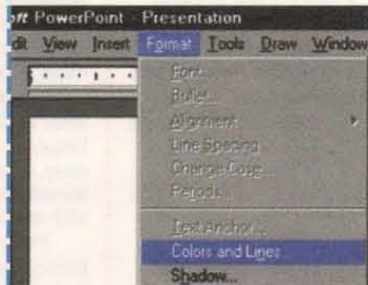 oft PowerPoint - Presentation
dit View Insert Format Tools Draw Window
Font...
Bullet...
Alignment
Line Spacing
Change Case...
Periods...
Text Anchor...
Colors and Lines
Shadow...